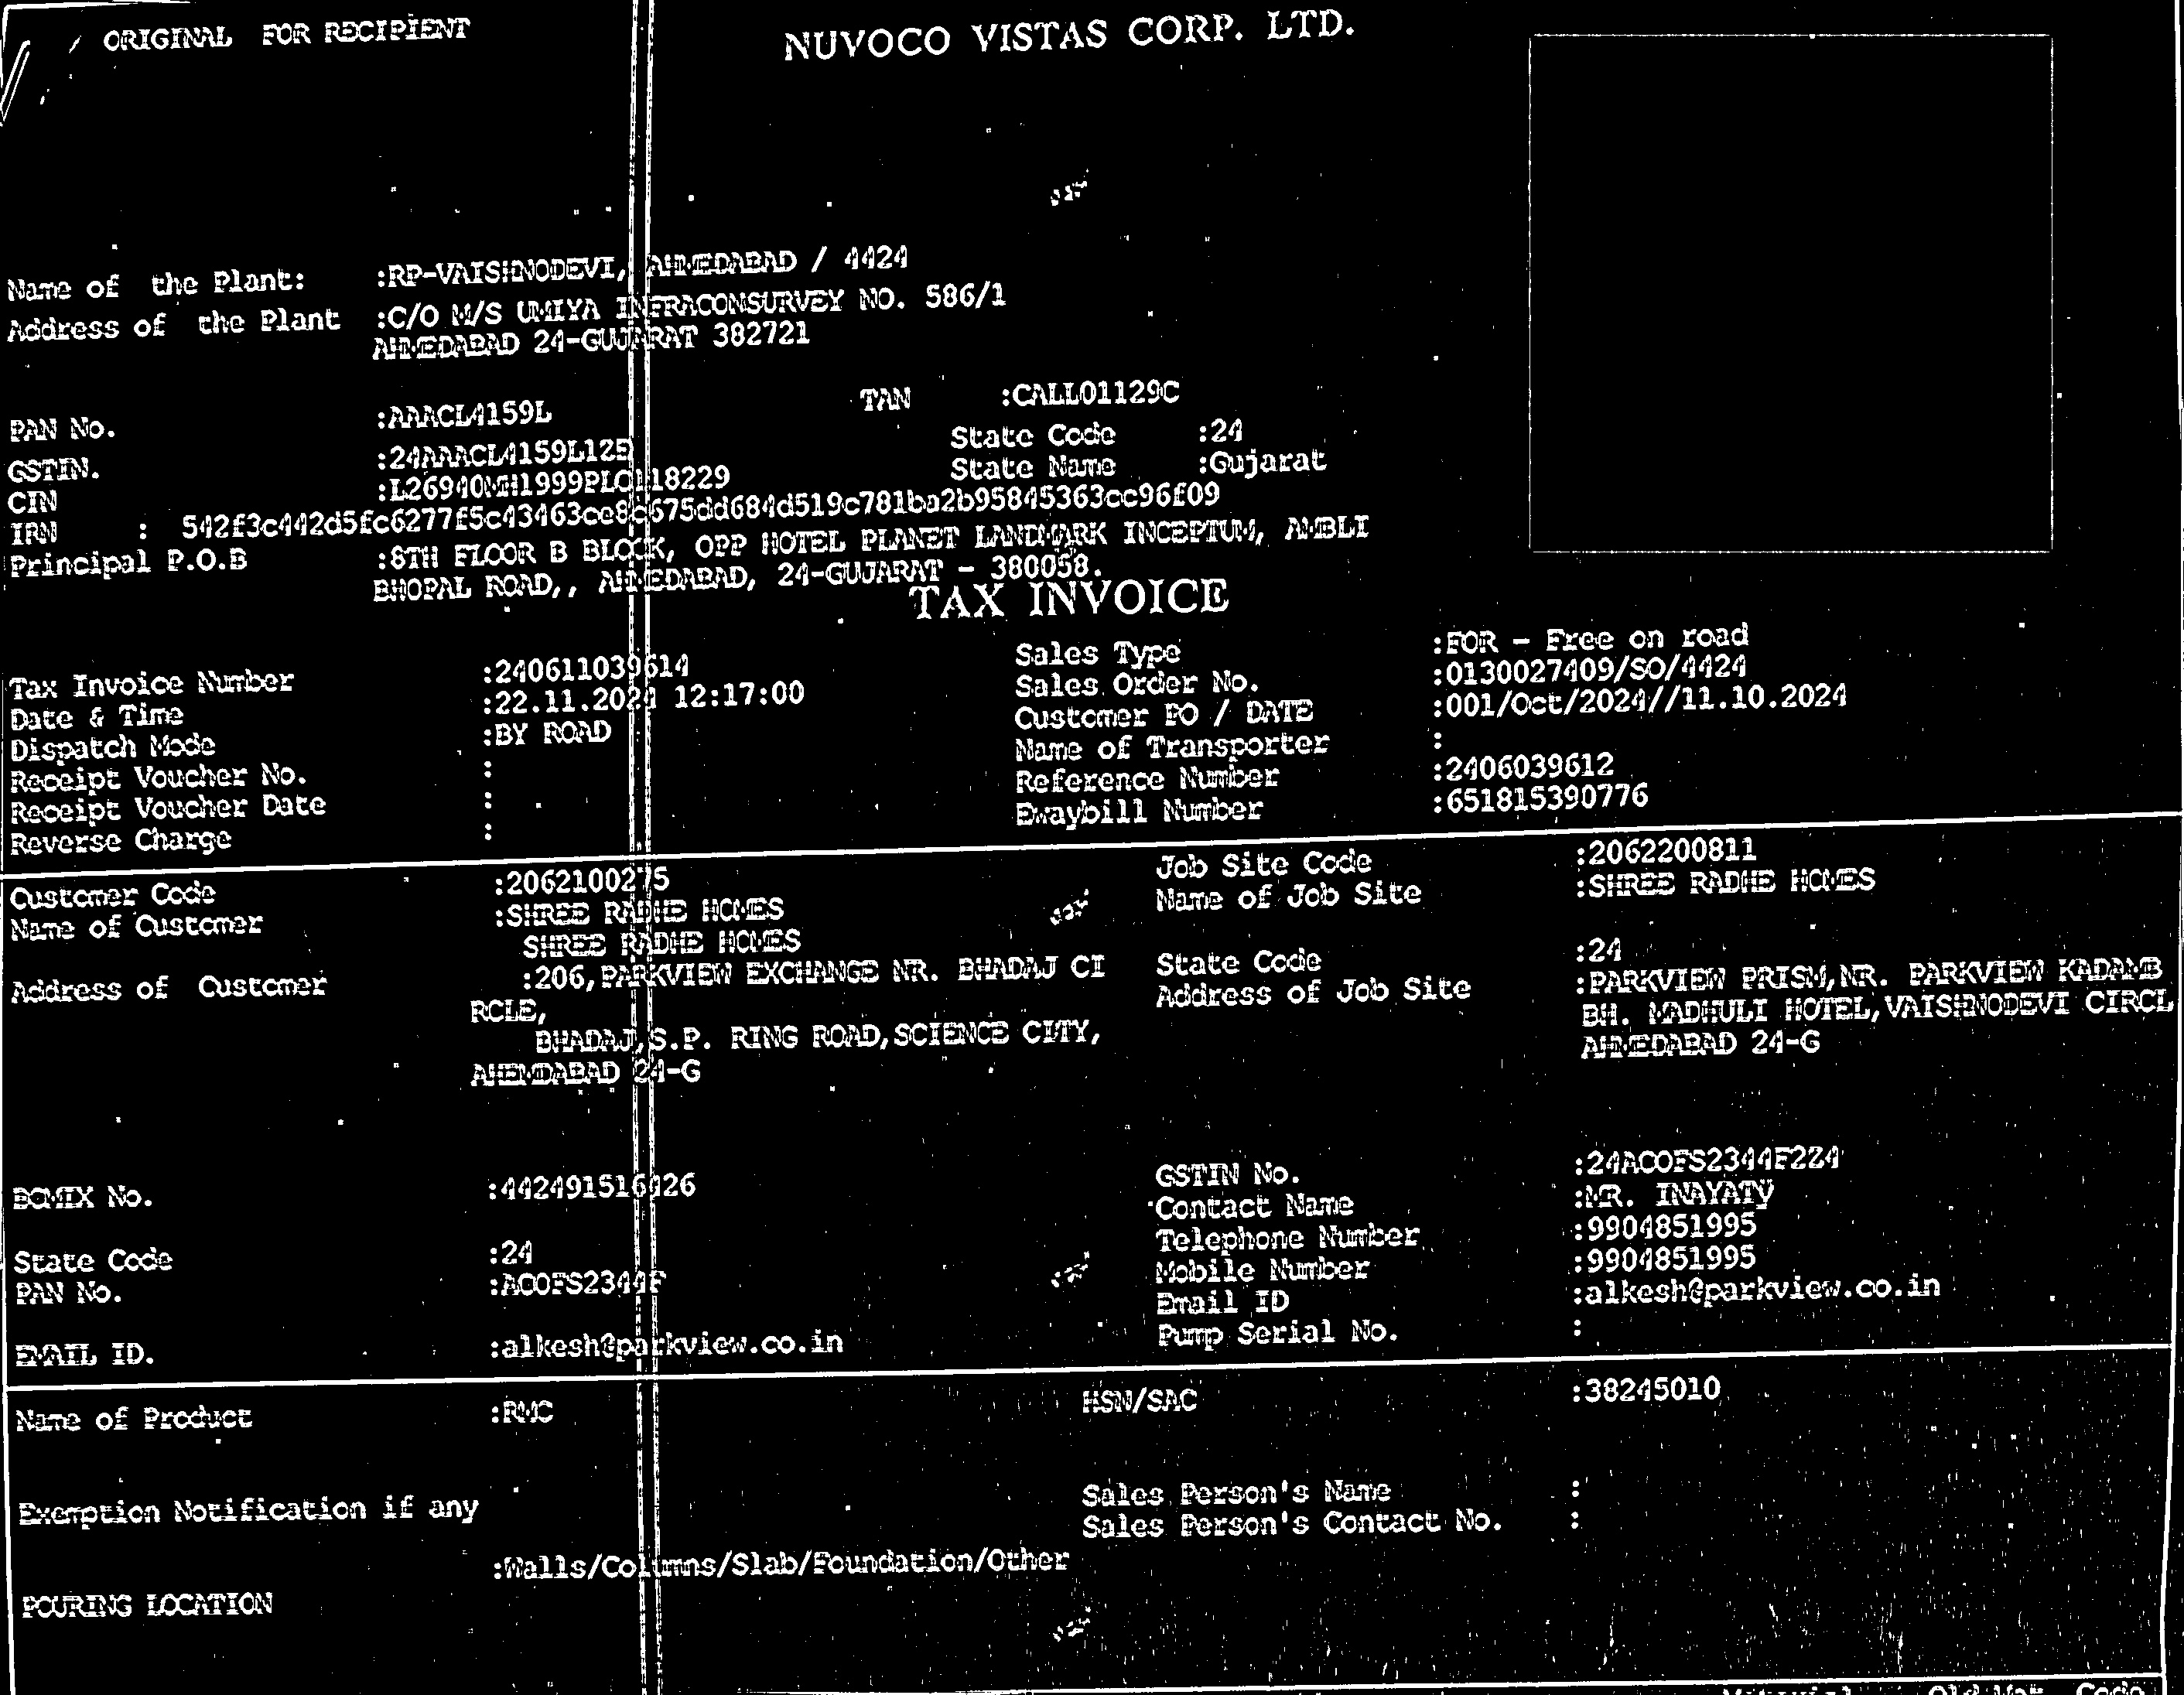 ORIGINAL FOR RECIPIENT
NUVOCO VISTAS CORP. LTD.
Name of the Plant: :RP-VAISHNODEVI, AHMEDABAD / 4424
Address of the Plant :C/O M/S UMIYA INFRACONSURVEY NO. 586/1
AHMEDABAD 24-GUJARAT 382721
PAN No. :AAACL4159L TAN :CALL01129C
GSTIN. :24AAACL4159L1Z5 State Code :24
CIN :L26940MH1999PLC118229 State Name :Gujarat
IRN : 542f3c442d5fc6277f5c43463ce8c675dd684d519c781ba2b95845363cc96f09
Principal P.O.B :8TH FLOOR B BLOCK, OPP HOTEL PLANET LANDMARK INCEPTUM, AMBLI
BHOPAL ROAD,, AHMEDABAD, 24-GUJARAT - 380058.
TAX INVOICE
Tax Invoice Number :240611039614 Sales Type :FOR - Free on road
Date & Time :22.11.2024 12:17:00 Sales Order No. :0130027409/SO/4424
Dispatch Mode :BY ROAD Customer PO / DATE :001/Oct/2024//11.10.2024
Receipt Voucher No. : Name of Transporter :
Receipt Voucher Date : Reference Number :2406039612
Reverse Charge : Ewaybill Number :651815390776
Customer Code :2062100275 Job Site Code :2062200811
Name of Customer :SHREE RADHE HOMES Name of Job Site :SHREE RADHE HOMES
SHREE RADHE HOMES
Address of Customer :206,PARKVIEW EXCHANGE NR. BHADAJ CI State Code :24
RCLE, Address of Job Site :PARKVIEW PRISM,NR. PARKVIEW KADAMB
BHADAJ,S.P. RING ROAD,SCIENCE CITY, BH. MADHULI HOTEL,VAISHNODEVI CIRCL
AHEMDABAD 24-G AHMEDABAD 24-G
BCMIX No. :442491516426 GSTIN No. :24ACOFS2344F2Z4
Contact Name :MR. INAYATV
State Code :24 Telephone Number :9904851995
PAN No. :ACOFS2344F Mobile Number :9904851995
Email ID :alkesh@parkview.co.in
EMAIL ID. :alkesh@parkview.co.in Pump Serial No. :
Name of Product :RMC HSN/SAC :38245010
Exemption Notification if any Sales Person's Name :
Sales Person's Contact No. :
:Walls/Columns/Slab/Foundation/Other
POURING LOCATION